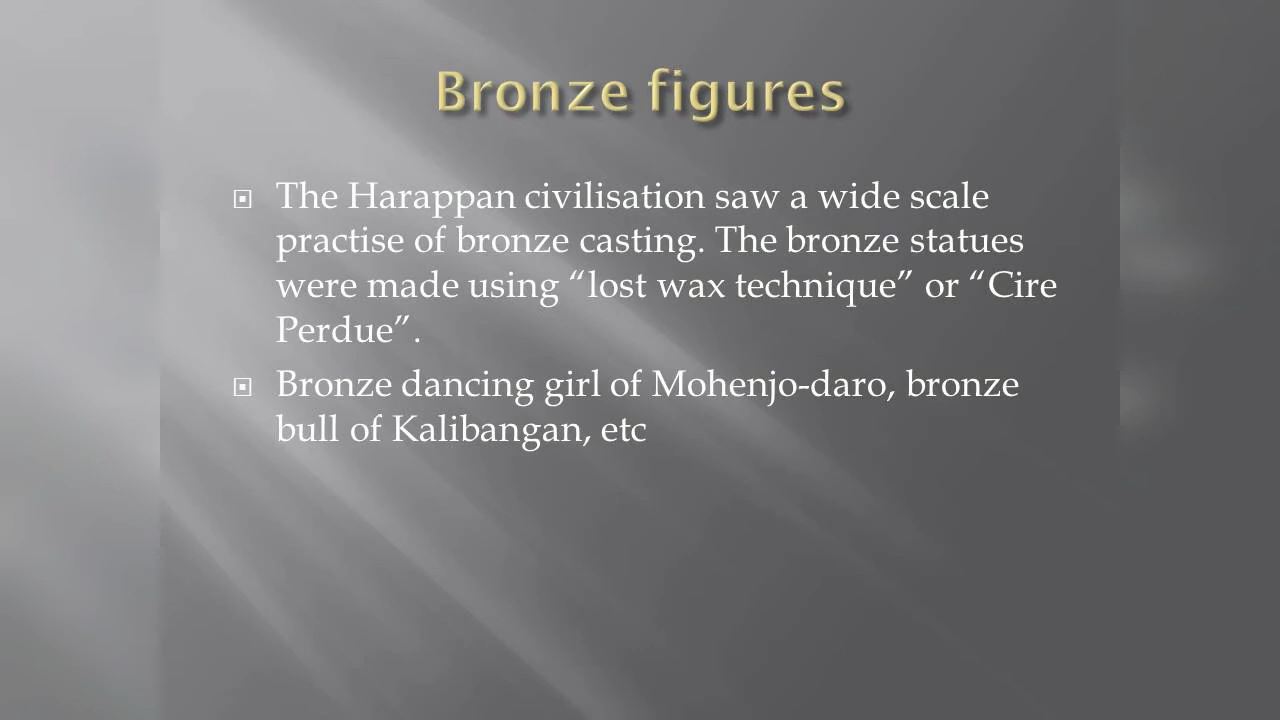 Bronze figures
The Harappan civilisation saw a wide scale
practise of bronze casting. The bronze statues
were made using “lost wax technique” or “Cire
Perdue”.
Bronze dancing girl of Mohenjo-daro, bronze
bull of Kalibangan, etc